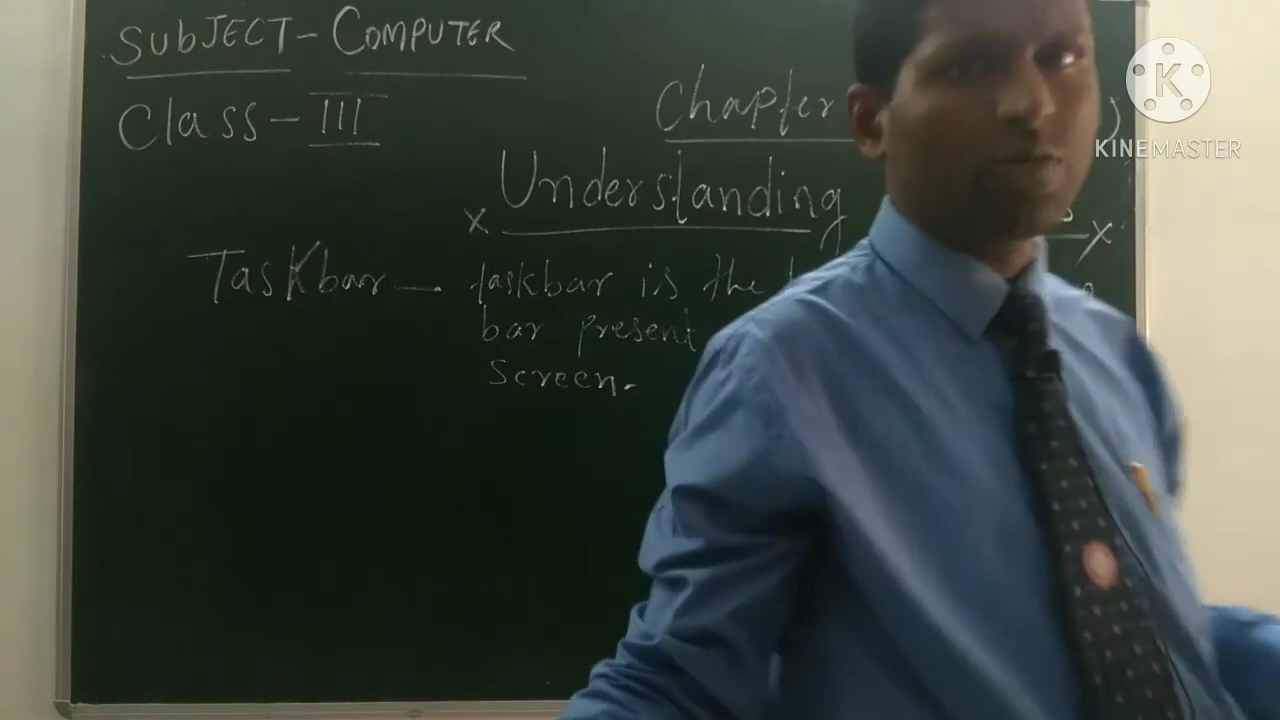 SUBJECT - COMPUTER
Class - III
Chapter
Understanding
Taskbar — taskbar is the
bar present
screen.
K
KINEMASTER